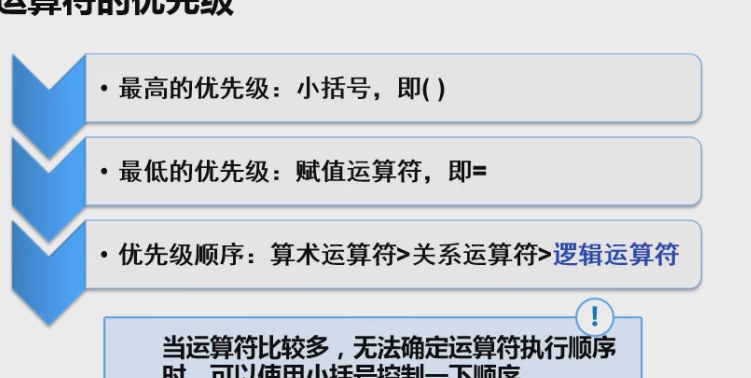 运算符的优先级
• 最高的优先级：小括号，即( )
• 最低的优先级：赋值运算符，即=
• 优先级顺序：算术运算符>关系运算符>逻辑运算符
!
当运算符比较多，无法确定运算符执行顺序
时，可以使用小括号控制一下顺序